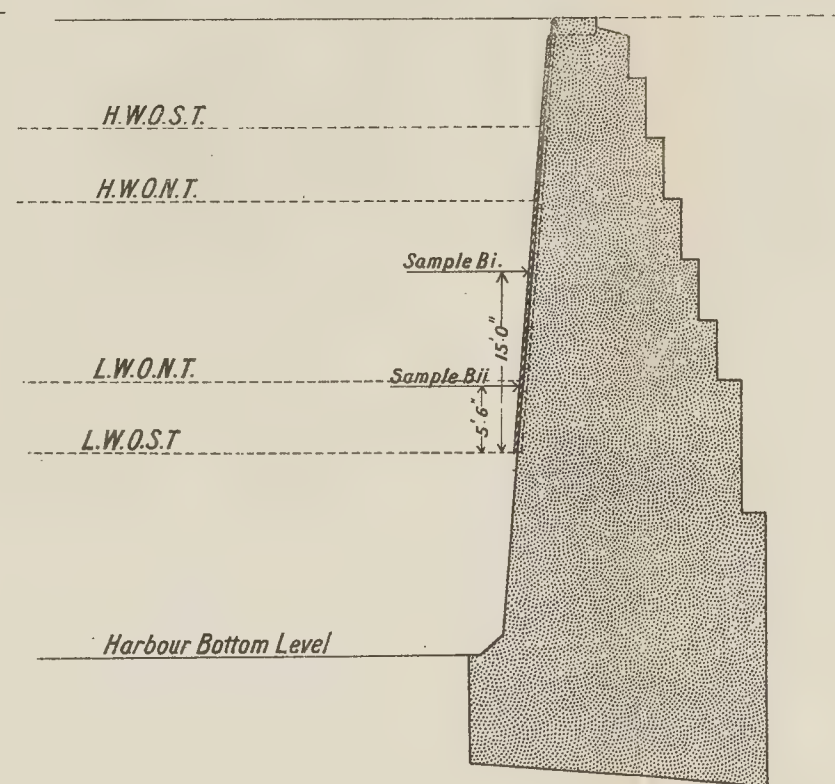 H.W.O.S.T.
H.W.O.N.T.
Sample Bi.
15'.0"
L.W.O.N.T.
Sample Bii
5'.6"
L.W.O.S.T
Harbour Bottom Level